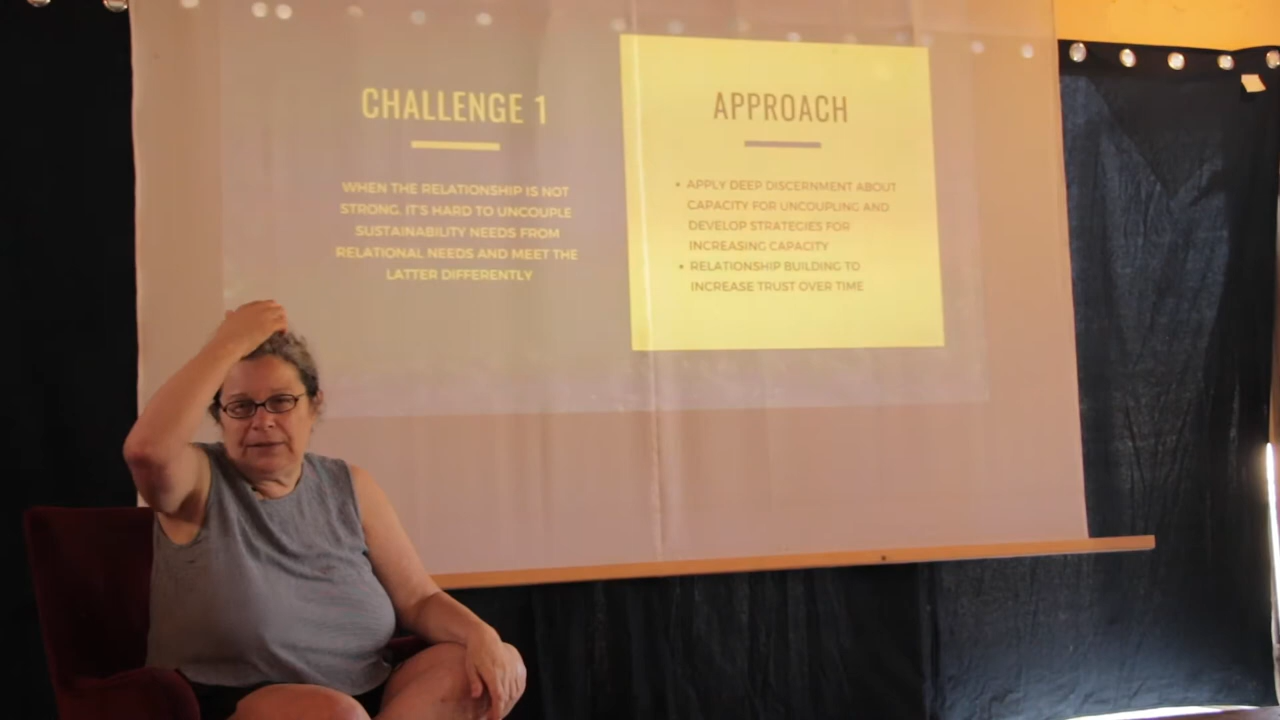 CHALLENGE 1
WHEN THE RELATIONSHIP IS NOT
STRONG, IT'S HARD TO UNCOUPLE
SUSTAINABILITY NEEDS FROM
RELATIONAL NEEDS AND MEET THE
LATTER DIFFERENTLY
APPROACH
• APPLY DEEP DISCERNMENT ABOUT
CAPACITY FOR UNCOUPLING AND
DEVELOP STRATEGIES FOR
INCREASING CAPACITY
• RELATIONSHIP BUILDING TO
INCREASE TRUST OVER TIME